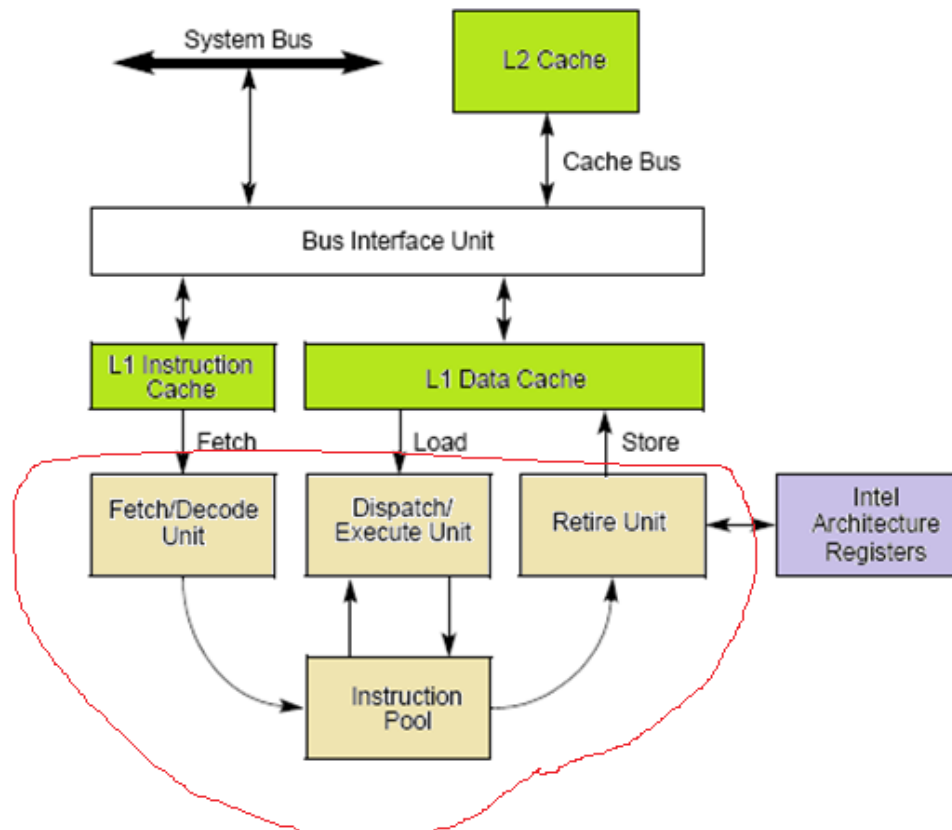 System Bus
L2 Cache
Cache Bus
Bus Interface Unit
L1 Instruction
Cache
L1 Data Cache
Fetch
Load
Store
Fetch/Decode
Unit
Dispatch/
Execute Unit
Retire Unit
Intel
Architecture
Registers
Instruction
Pool